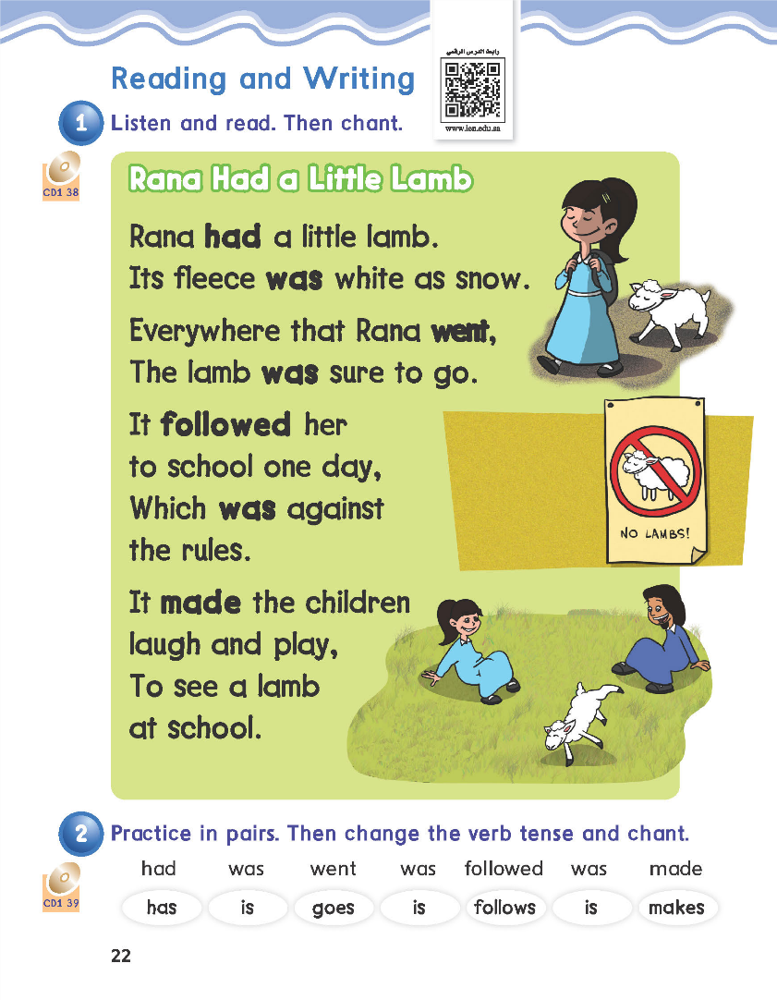 رابط الدرس الرقمي
www.ien.edu.sa
Reading and Writing
1 Listen and read. Then chant.
CD1 38
Rana Had a Little Lamb
Rana had a little lamb.
Its fleece was white as snow.
Everywhere that Rana went,
The lamb was sure to go.
It followed her
to school one day,
Which was against
the rules.
NO LAMBS!
It made the children
laugh and play,
To see a lamb
at school.
2 Practice in pairs. Then change the verb tense and chant.
CD1 39
had was went was followed was made
has is goes is follows is makes
22